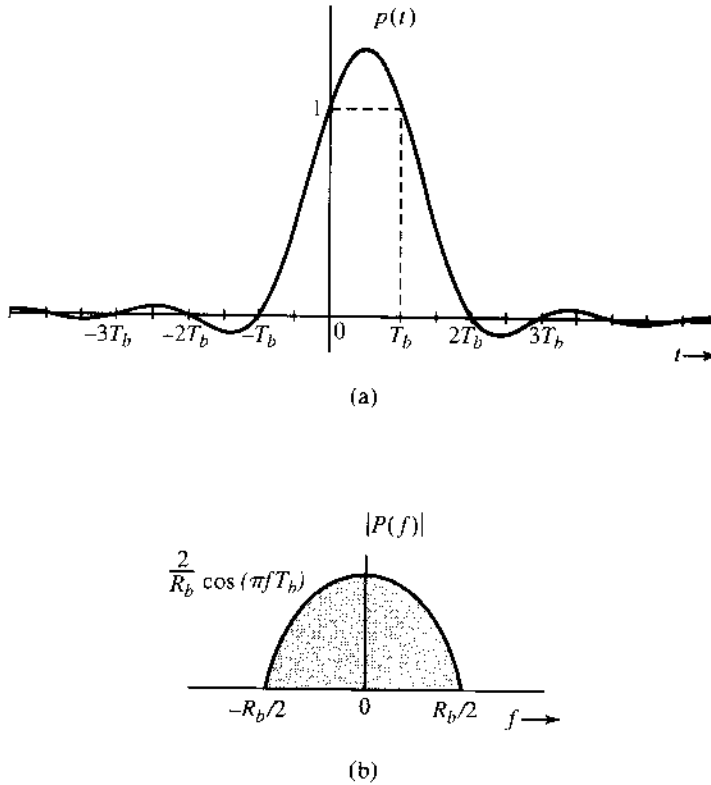 p(t)
1
−3T_b −2T_b −T_b 0 T_b 2T_b 3T_b
t→
(a)
|P(f)|
2/R_b cos (πfT_b)
−R_b/2 0 R_b/2 f→
(b)